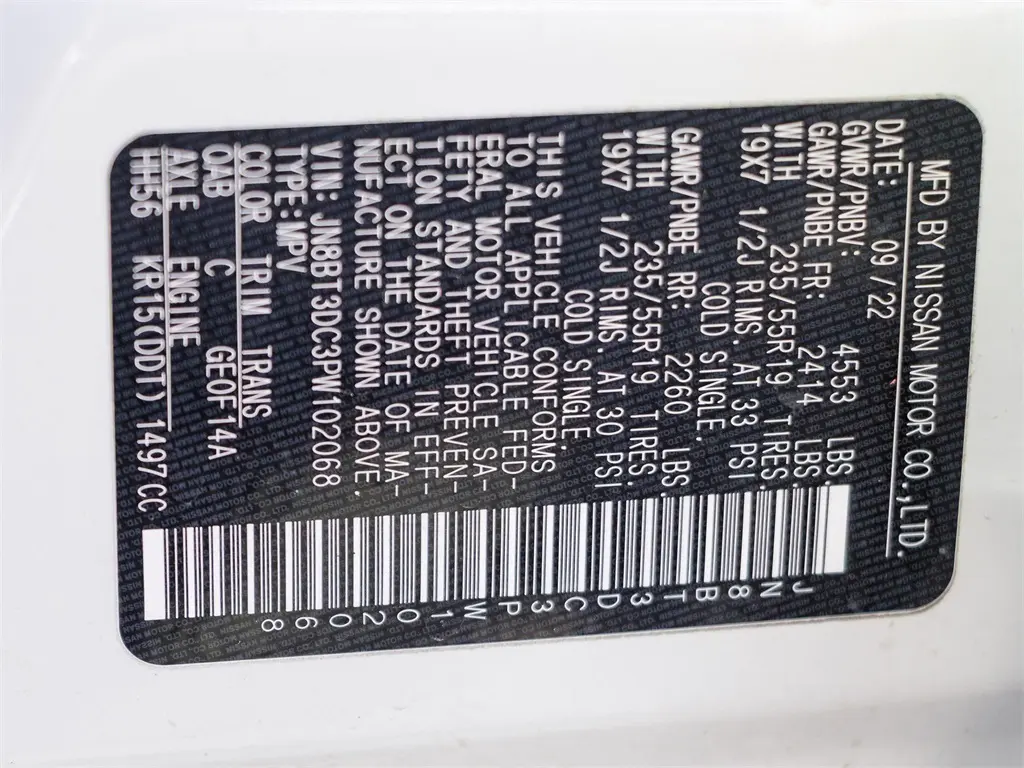 MFD BY NISSAN MOTOR CO.,LTD.
DATE: 09/22
GVWR/PNBV: 4553 LBS.
GAWR/PNBE FR: 2414 LBS.
235/55R19 TIRES.
WITH COLD SINGLE.
19X7 1/2J RIMS. AT 33 PSI
GAWR/PNBE RR: 2260 LBS.
235/55R19 TIRES.
WITH COLD SINGLE.
19X7 1/2J RIMS. AT 30 PSI
THIS VEHICLE CONFORMS
TO ALL APPLICABLE FED-
ERAL MOTOR VEHICLE SA-
FETY AND THEFT PREVEN-
TION STANDARDS IN EFF-
ECT ON THE DATE OF MA-
NUFACTURE SHOWN ABOVE.
VIN: JN8BT3DC3PW102068
TYPE:MPV
COLOR TRIM TRANS
QAB C GE0F14A
AXLE ENGINE
HH56 KR15(DDT) 1497CC
JN8BT3DC3PW102068